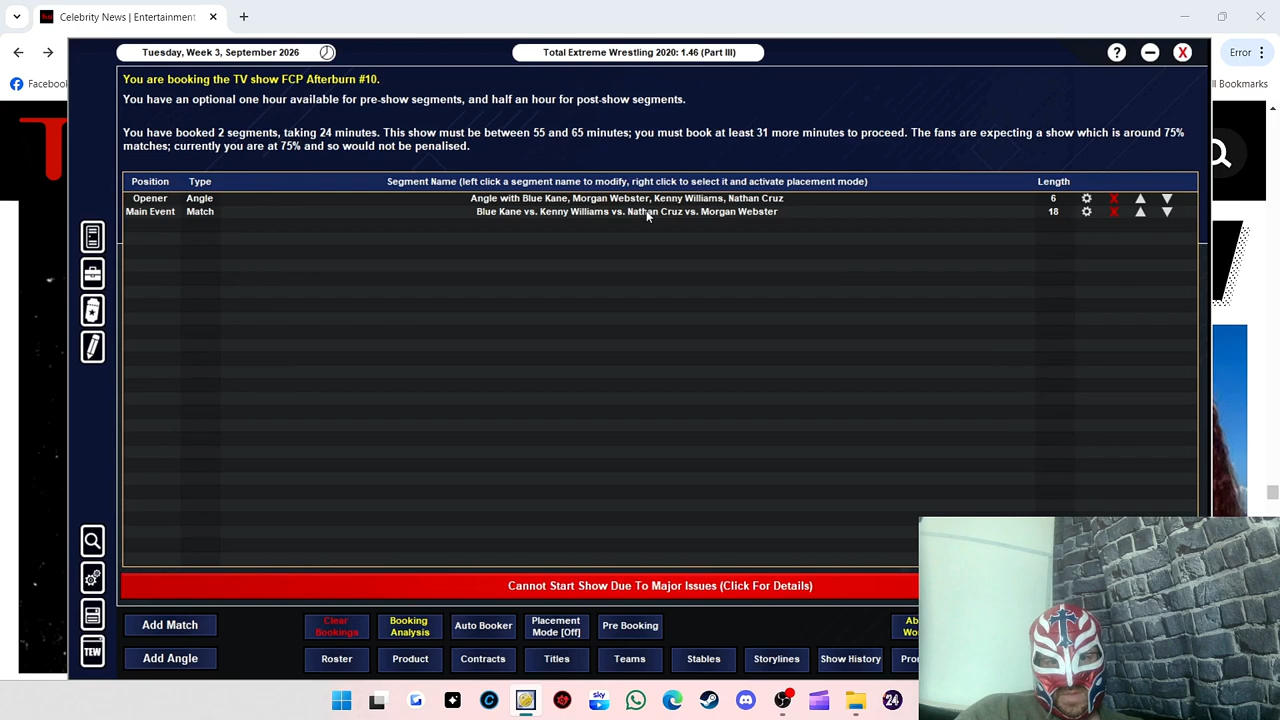 Celebrity News | Entertainment
Error
Facebook
All Bookmarks
Tuesday, Week 3, September 2026
Total Extreme Wrestling 2020: 1.46 (Part III)
?
X
You are booking the TV show FCP Afterburn #10.
You have an optional one hour available for pre-show segments, and half an hour for post-show segments.
You have booked 2 segments, taking 24 minutes. This show must be between 55 and 65 minutes; you must book at least 31 more minutes to proceed. The fans are expecting a show which is around 75%
matches; currently you are at 75% and so would not be penalised.
Position Type Segment Name (left click a segment name to modify, right click to select it and activate placement mode) Length
Opener Angle Angle with Blue Kane, Morgan Webster, Kenny Williams, Nathan Cruz 6
Main Event Match Blue Kane vs. Kenny Williams vs. Nathan Cruz vs. Morgan Webster 18
Cannot Start Show Due To Major Issues (Click For Details)
Add Match
Clear Bookings
Booking Analysis
Auto Booker
Placement Mode [Off]
Pre Booking
Add Angle
Roster
Product
Contracts
Titles
Teams
Stables
Storylines
Show History
TEW
sky
24